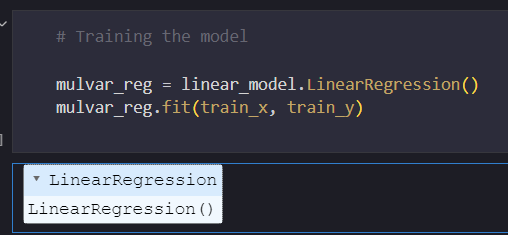 # Training the model
mulvar_reg = linear_model.LinearRegression()
mulvar_reg.fit(train_x, train_y)
]
▾ LinearRegression
LinearRegression()